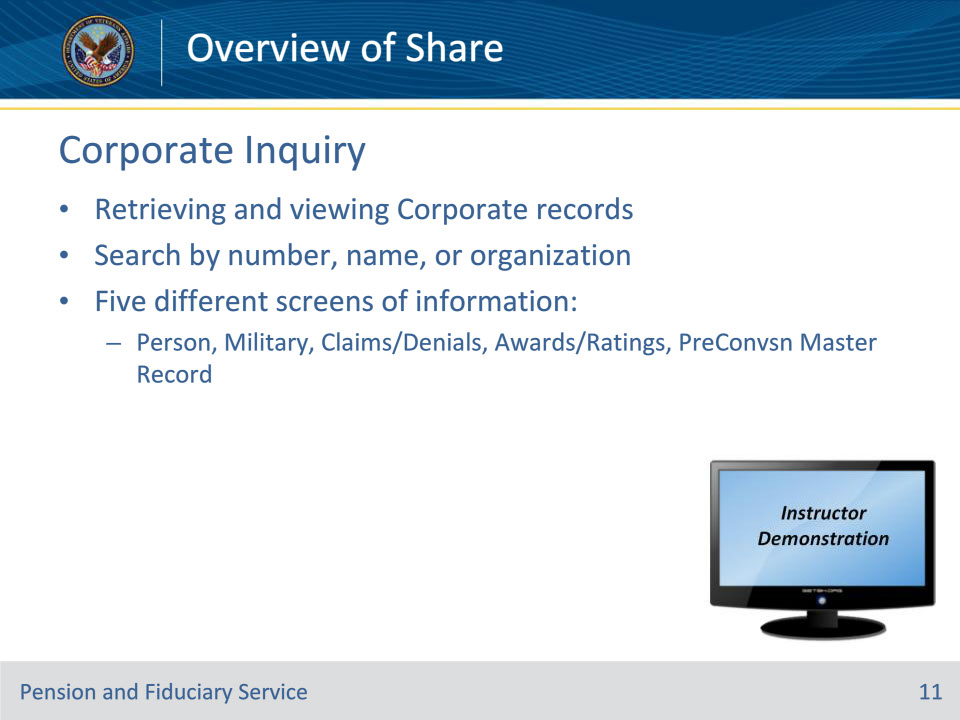 Overview of Share
Corporate Inquiry
• Retrieving and viewing Corporate records
• Search by number, name, or organization
• Five different screens of information:
– Person, Military, Claims/Denials, Awards/Ratings, PreConvsn Master
Record
Instructor
Demonstration
Pension and Fiduciary Service
11